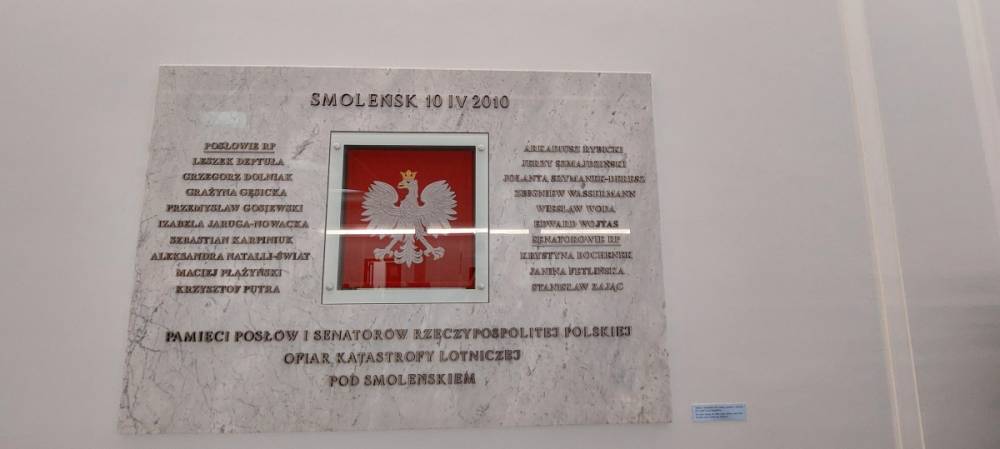 SMOLEŃSK 10 IV 2010
POSŁOWIE RP
LESZEK DEPTUŁA
GRZEGORZ DOLNIAK
GRAŻYNA GĘSICKA
PRZEMYSŁAW GOSIEWSKI
IZABELA JARUGA-NOWACKA
SEBASTIAN KARPINIUK
ALEKSANDRA NATALLI-ŚWIAT
MACIEJ PŁAŻYŃSKI
KRZYSZTOF PUTRA
ARKADIUSZ RYBICKI
JERZY SZMAJDZIŃSKI
JOLANTA SZYMANEK-DERESZ
ZBIGNIEW WASSERMANN
WIESŁAW WODA
EDWARD WOJTAS
SENATOROWIE RP
KRYSTYNA BOCHENEK
JANINA FETLIŃSKA
STANISŁAW ZAJĄC
PAMIĘCI POSŁÓW I SENATORÓW RZECZYPOSPOLITEJ POLSKIEJ
OFIAR KATASTROFY LOTNICZEJ
POD SMOLEŃSKIEM